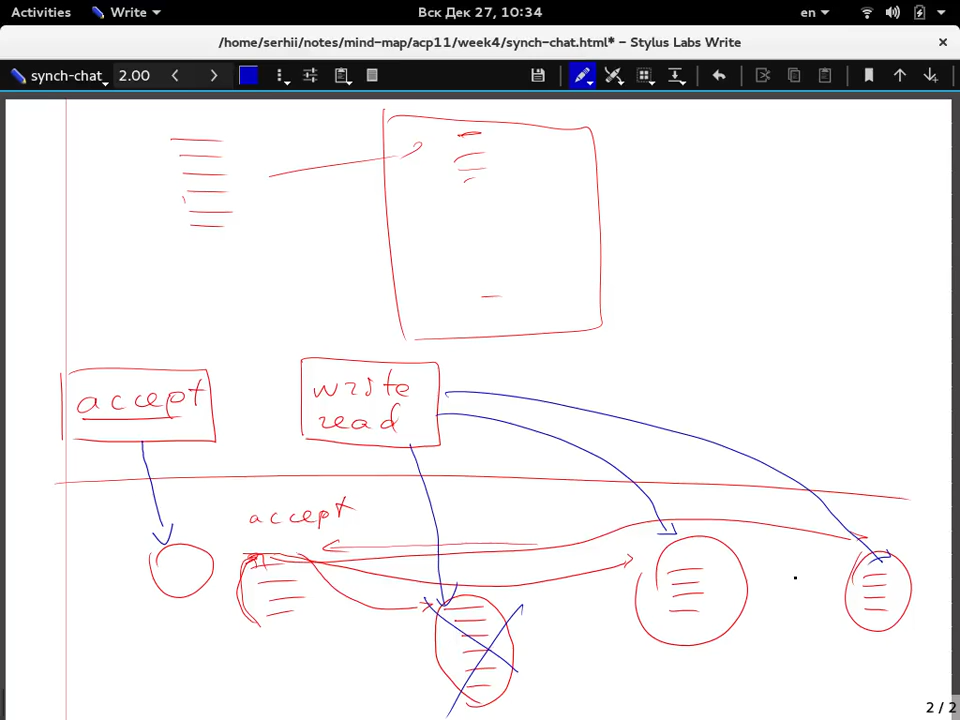 Activities Write Вск Дек 27, 10:34 en
/home/serhii/notes/mind-map/acp11/week4/synch-chat.html* – Stylus Labs Write
synch-chat 2.00
accept
write
read
accept
2 / 2